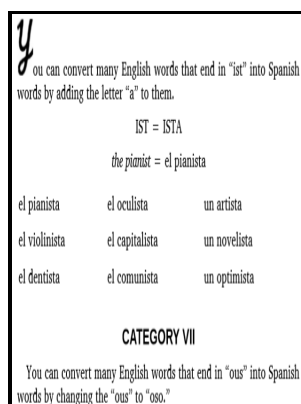 You can convert many English words that end in "ist" into Spanish
words by adding the letter "a" to them.
IST = ISTA
the pianist = el pianista
el pianista el oculista un artista
el violinista el capitalista un novelista
el dentista el comunista un optimista
CATEGORY VII
You can convert many English words that end in "ous" into Spanish
words by changing the "ous" to "oso."